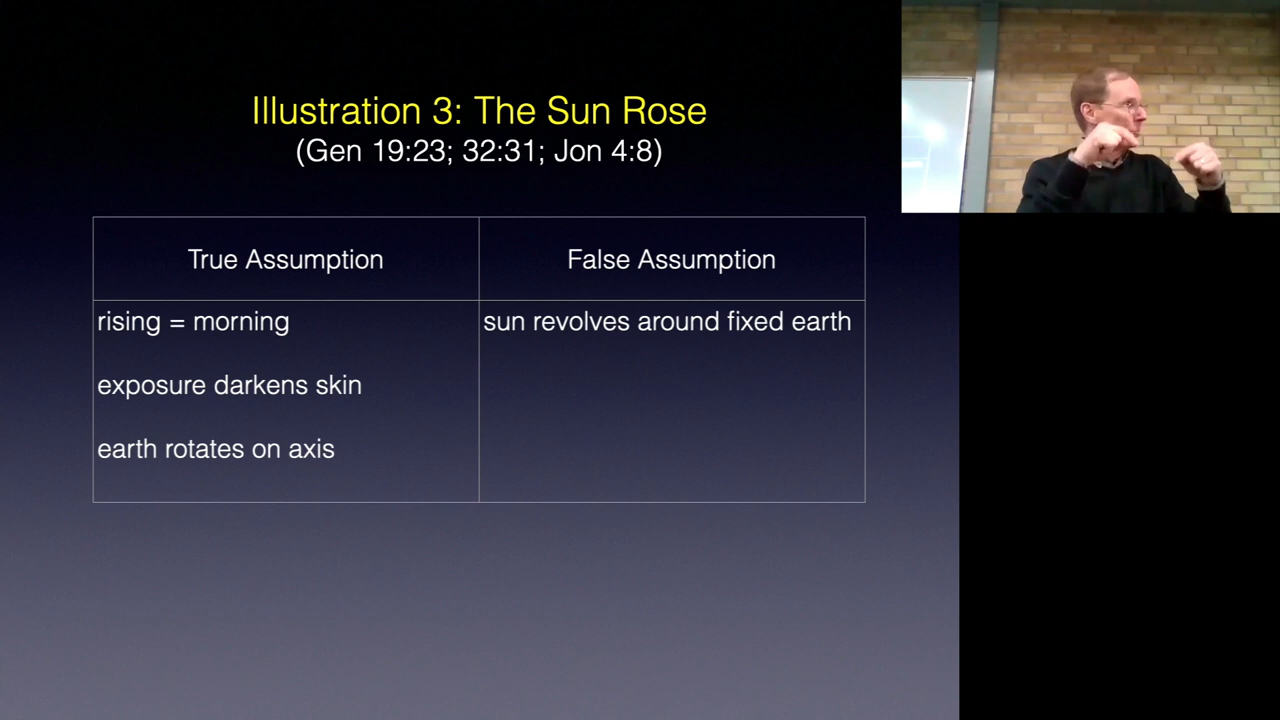 Illustration 3: The Sun Rose
(Gen 19:23; 32:31; Jon 4:8)
True Assumption
False Assumption
rising = morning
sun revolves around fixed earth
exposure darkens skin
earth rotates on axis